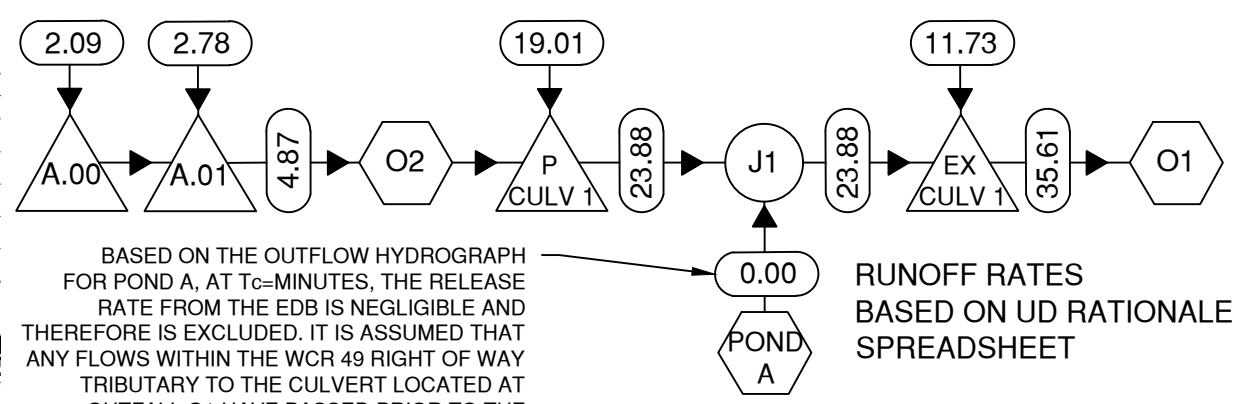 2.09
2.78
19.01
11.73
A.00
A.01
4.87
O2
P
CULV 1
23.88
J1
23.88
EX
CULV 1
35.61
O1
BASED ON THE OUTFLOW HYDROGRAPH
FOR POND A, AT Tc=MINUTES, THE RELEASE
RATE FROM THE EDB IS NEGLIGIBLE AND
THEREFORE IS EXCLUDED. IT IS ASSUMED THAT
ANY FLOWS WITHIN THE WCR 49 RIGHT OF WAY
TRIBUTARY TO THE CULVERT LOCATED AT
0.00
POND
A
RUNOFF RATES
BASED ON UD RATIONALE
SPREADSHEET